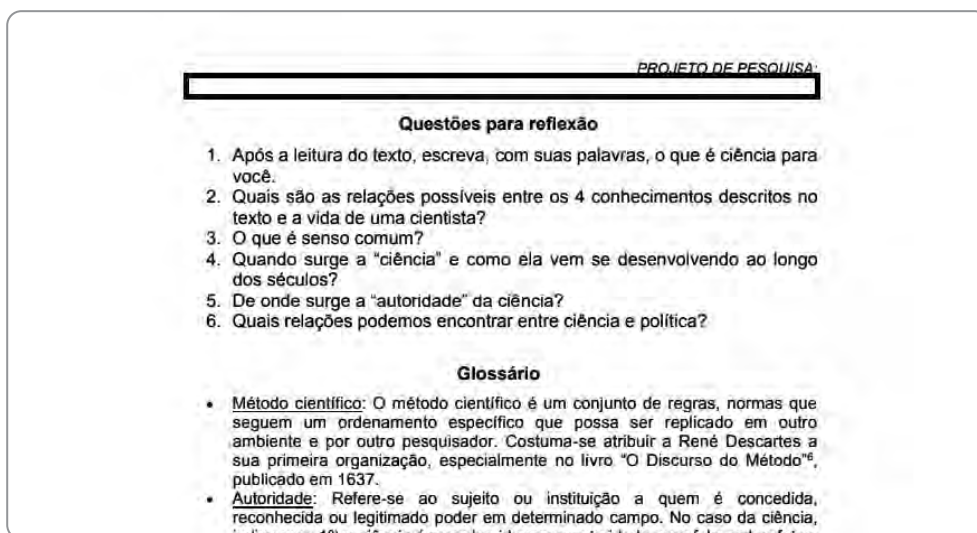 PROJETO DE PESQUISA:
Questões para reflexão
1. Após a leitura do texto, escreva, com suas palavras, o que é ciência para
você.
2. Quais são as relações possíveis entre os 4 conhecimentos descritos no
texto e a vida de uma cientista?
3. O que é senso comum?
4. Quando surge a “ciência” e como ela vem se desenvolvendo ao longo
dos séculos?
5. De onde surge a “autoridade” da ciência?
6. Quais relações podemos encontrar entre ciência e política?
Glossário
• Método científico: O método científico é um conjunto de regras, normas que
seguem um ordenamento específico que possa ser replicado em outro
ambiente e por outro pesquisador. Costuma-se atribuir a René Descartes a
sua primeira organização, especialmente no livro “O Discurso do Método”⁶,
publicado em 1637.
• Autoridade: Refere-se ao sujeito ou instituição a quem é concedida,
reconhecida ou legitimado poder em determinado campo. No caso da ciência,